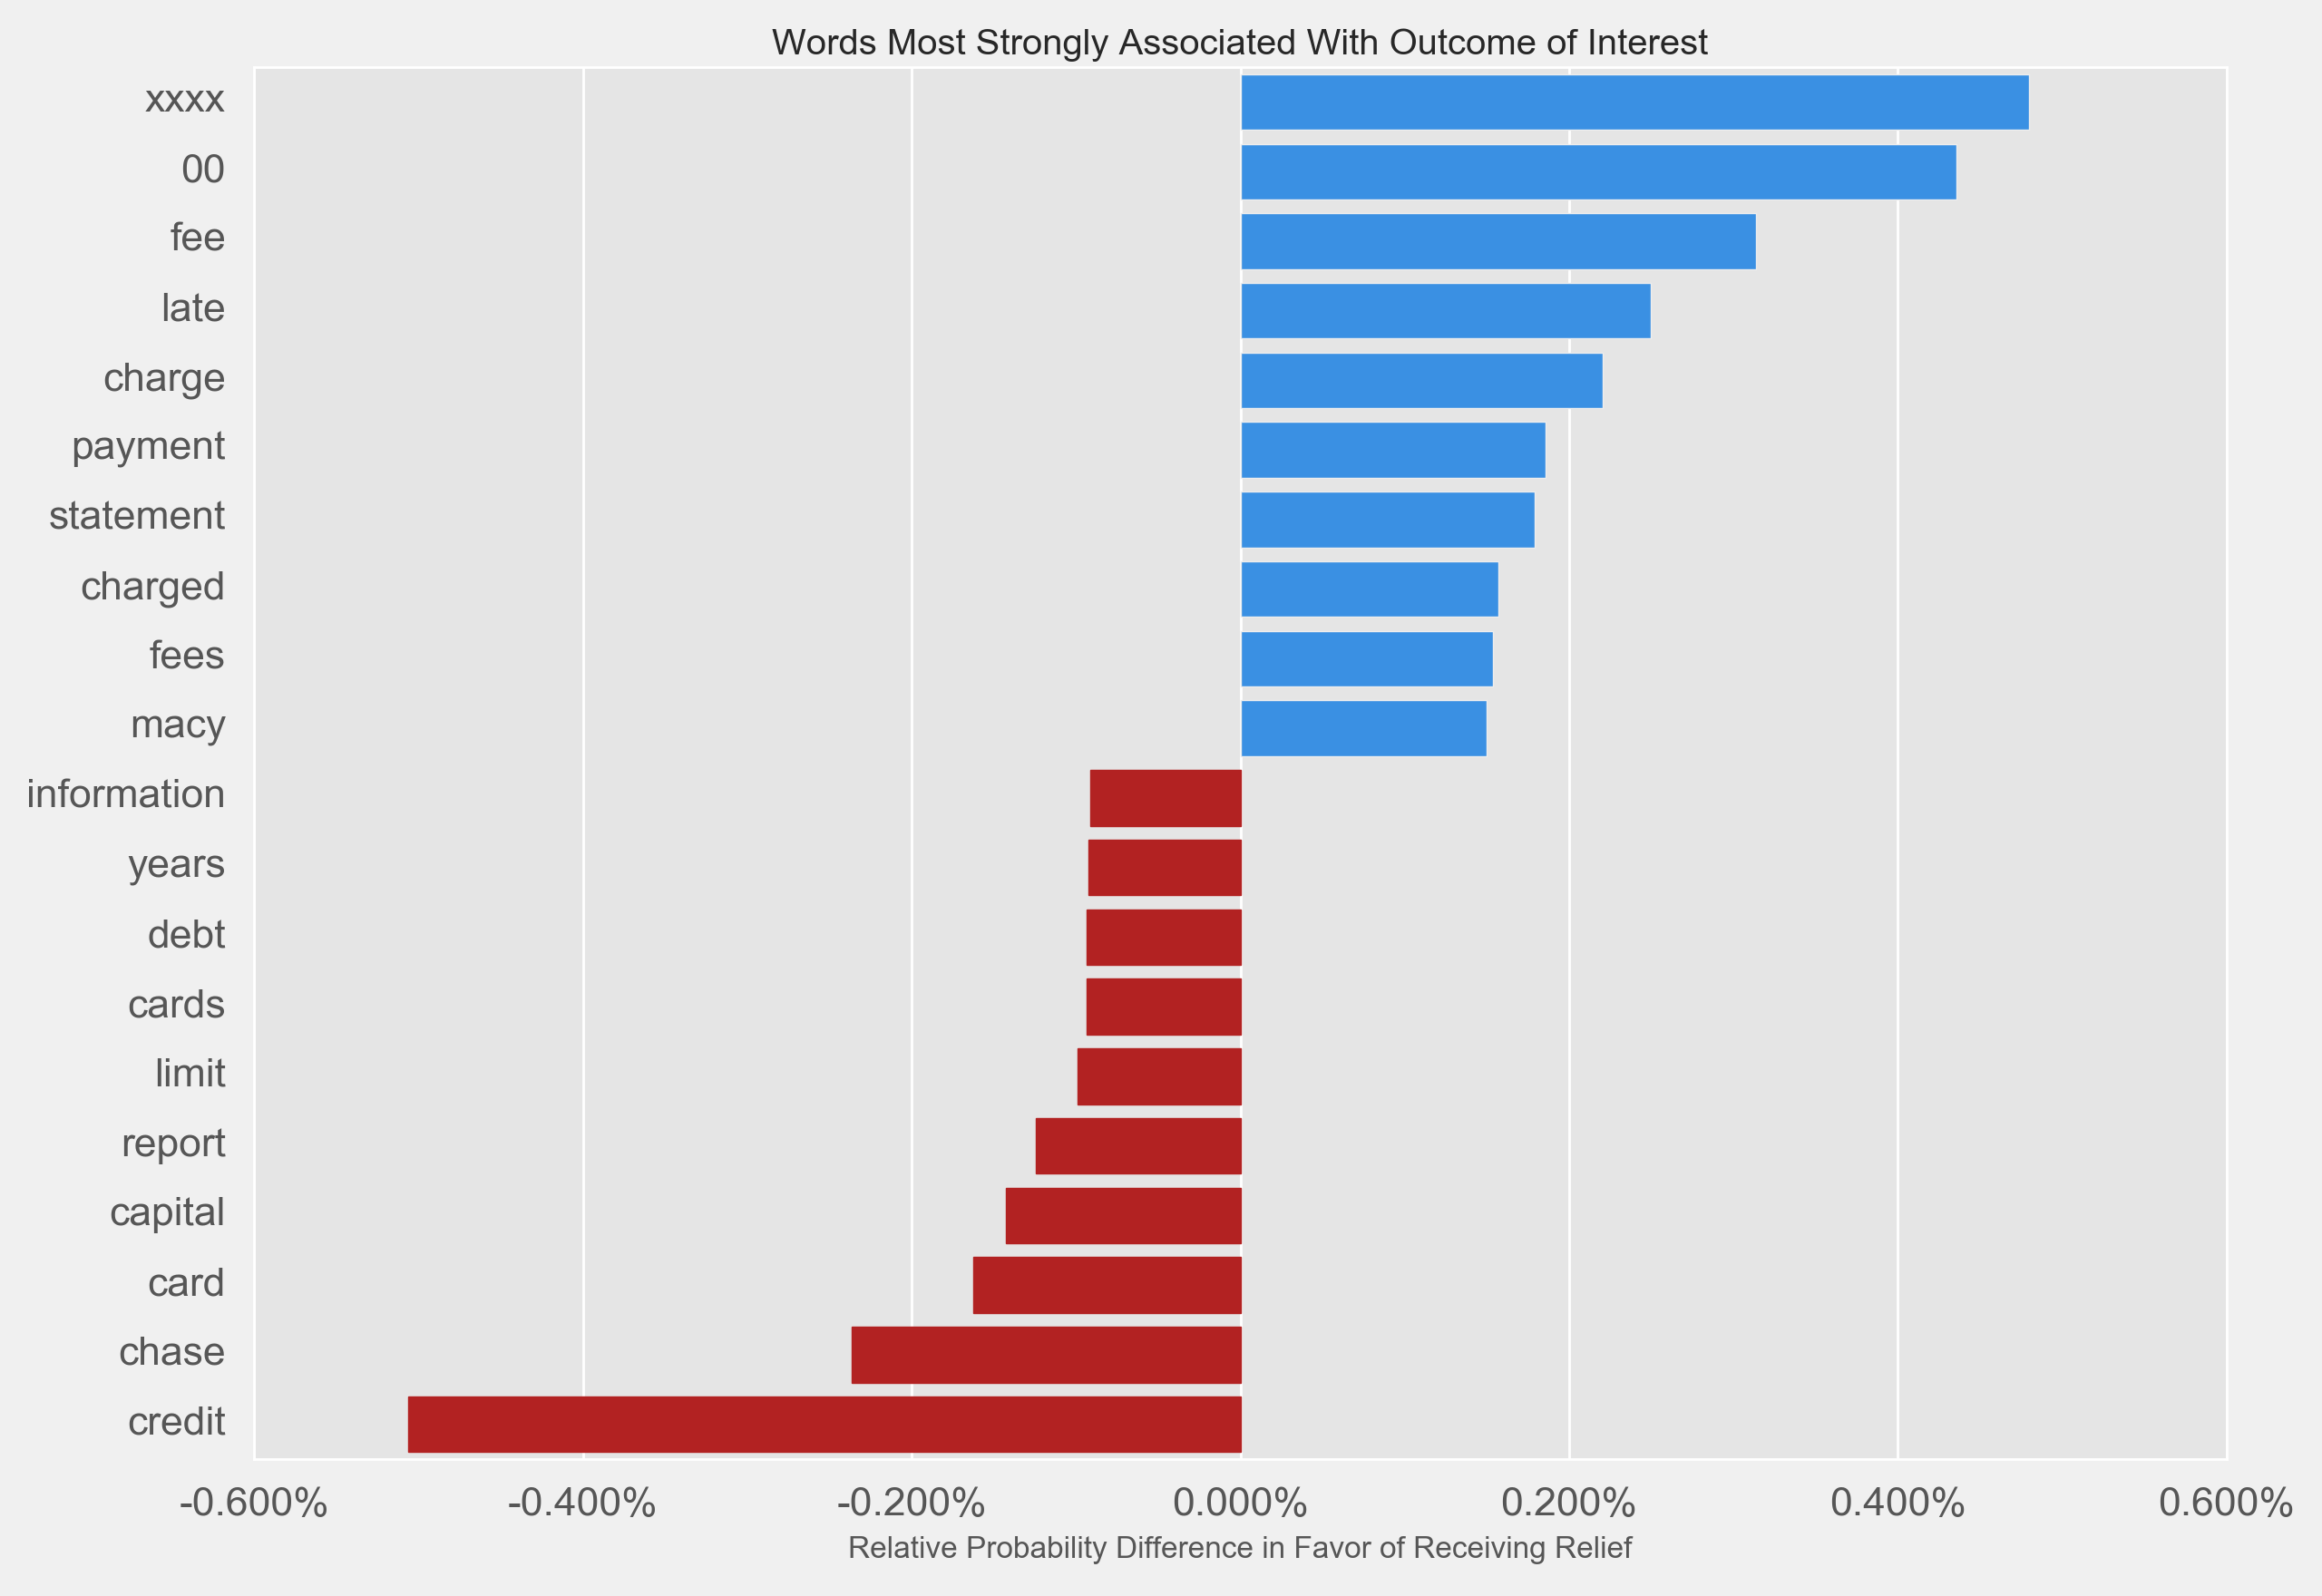 Words Most Strongly Associated With Outcome of Interest
xxxx
00
fee
late
charge
payment
statement
charged
fees
macy
information
years
debt
cards
limit
report
capital
card
chase
credit
-0.600% -0.400% -0.200% 0.000% 0.200% 0.400% 0.600%
Relative Probability Difference in Favor of Receiving Relief